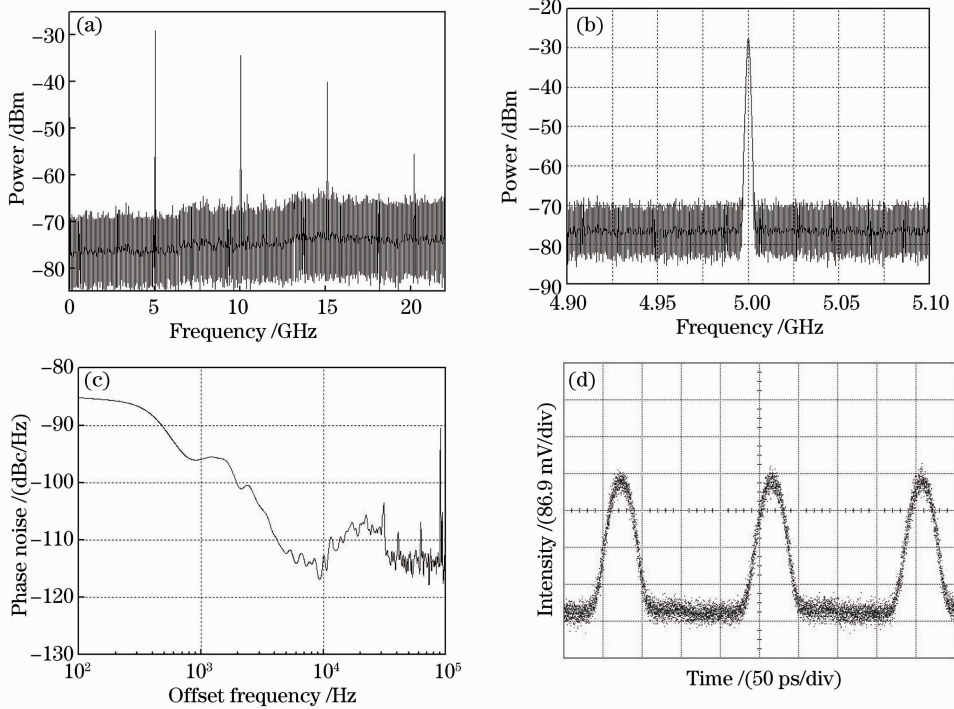 (a)
−30
−40
−50
−60
−70
−80
Power /dBm
0
5
10
15
20
Frequency /GHz
(b)
−20
−30
−40
−50
−60
−70
−80
−90
Power /dBm
4.90
4.95
5.00
5.05
5.10
Frequency /GHz
(c)
−80
−90
−100
−110
−120
−130
Phase noise /(dBc/Hz)
10²
10³
10⁴
10⁵
Offset frequency /Hz
(d)
Intensity /(86.9 mV/div)
Time /(50 ps/div)